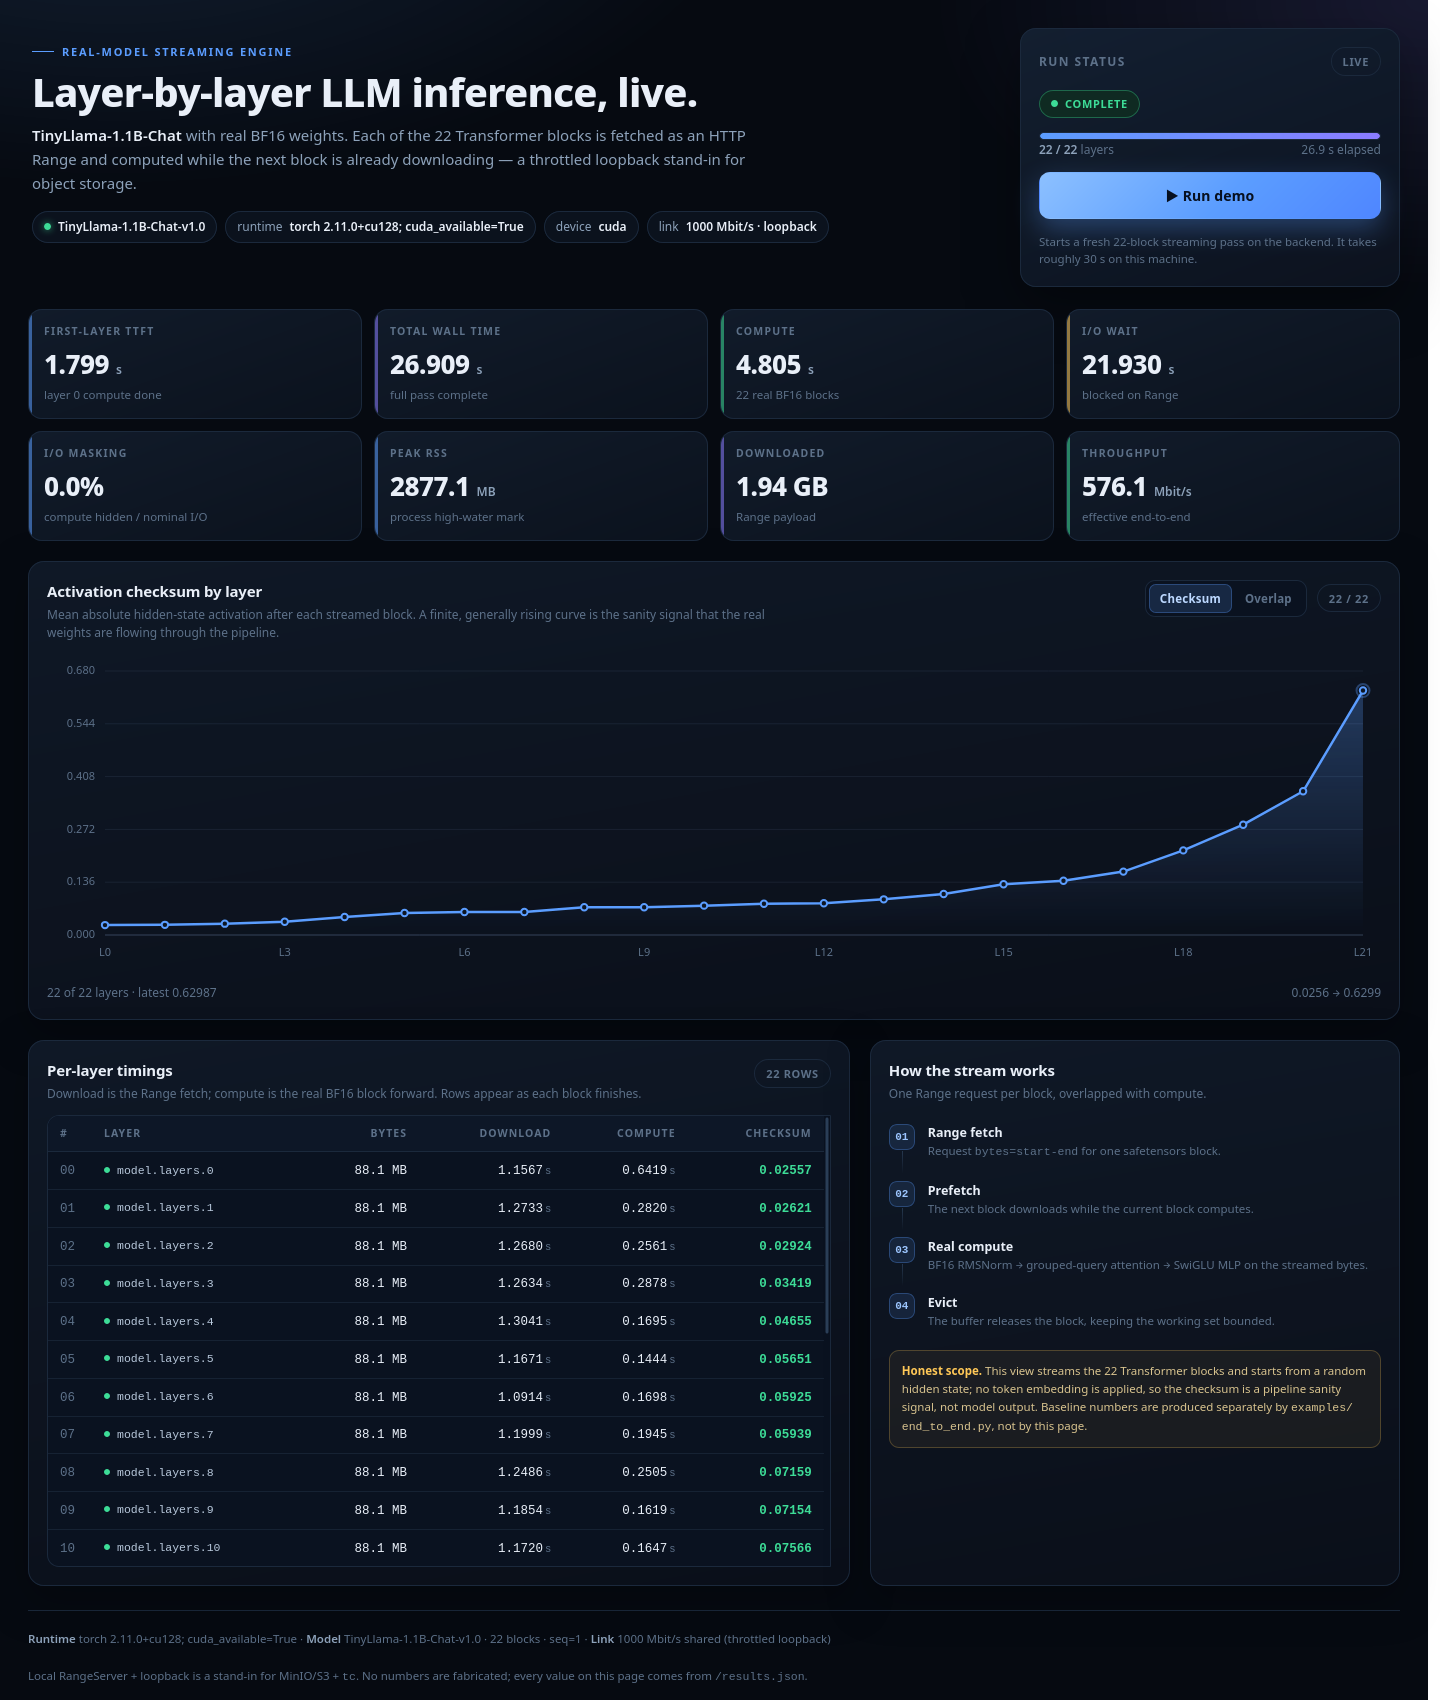 REAL-MODEL STREAMING ENGINE
Layer-by-layer LLM inference, live.
TinyLlama-1.1B-Chat with real BF16 weights. Each of the 22 Transformer blocks is fetched as an HTTP
Range and computed while the next block is already downloading — a throttled loopback stand-in for
object storage.
TinyLlama-1.1B-Chat-v1.0
runtime torch 2.11.0+cu128; cuda_available=True
device cuda
link 1000 Mbit/s · loopback
RUN STATUS
LIVE
COMPLETE
22 / 22 layers
26.9 s elapsed
▶ Run demo
Starts a fresh 22-block streaming pass on the backend. It takes
roughly 30 s on this machine.
FIRST-LAYER TTFT
1.799 s
layer 0 compute done
TOTAL WALL TIME
26.909 s
full pass complete
COMPUTE
4.805 s
22 real BF16 blocks
I/O WAIT
21.930 s
blocked on Range
I/O MASKING
0.0%
compute hidden / nominal I/O
PEAK RSS
2877.1 MB
process high-water mark
DOWNLOADED
1.94 GB
Range payload
THROUGHPUT
576.1 Mbit/s
effective end-to-end
Activation checksum by layer
Mean absolute hidden-state activation after each streamed block. A finite, generally rising curve is the sanity signal that the real
weights are flowing through the pipeline.
Checksum
Overlap
22 / 22
0.680
0.544
0.408
0.272
0.136
0.000
L0 L3 L6 L9 L12 L15 L18 L21
22 of 22 layers · latest 0.62987
0.0256 → 0.6299
Per-layer timings
Download is the Range fetch; compute is the real BF16 block forward. Rows appear as each block finishes.
22 ROWS
# LAYER BYTES DOWNLOAD COMPUTE CHECKSUM
00 model.layers.0 88.1 MB 1.1567 s 0.6419 s 0.02557
01 model.layers.1 88.1 MB 1.2733 s 0.2820 s 0.02621
02 model.layers.2 88.1 MB 1.2680 s 0.2561 s 0.02924
03 model.layers.3 88.1 MB 1.2634 s 0.2878 s 0.03419
04 model.layers.4 88.1 MB 1.3041 s 0.1695 s 0.04655
05 model.layers.5 88.1 MB 1.1671 s 0.1444 s 0.05651
06 model.layers.6 88.1 MB 1.0914 s 0.1698 s 0.05925
07 model.layers.7 88.1 MB 1.1999 s 0.1945 s 0.05939
08 model.layers.8 88.1 MB 1.2486 s 0.2505 s 0.07159
09 model.layers.9 88.1 MB 1.1854 s 0.1619 s 0.07154
10 model.layers.10 88.1 MB 1.1720 s 0.1647 s 0.07566
How the stream works
One Range request per block, overlapped with compute.
01 Range fetch
Request bytes=start-end for one safetensors block.
02 Prefetch
The next block downloads while the current block computes.
03 Real compute
BF16 RMSNorm → grouped-query attention → SwiGLU MLP on the streamed bytes.
04 Evict
The buffer releases the block, keeping the working set bounded.
Honest scope. This view streams the 22 Transformer blocks and starts from a random
hidden state; no token embedding is applied, so the checksum is a pipeline sanity
signal, not model output. Baseline numbers are produced separately by examples/
end_to_end.py, not by this page.
Runtime torch 2.11.0+cu128; cuda_available=True · Model TinyLlama-1.1B-Chat-v1.0 · 22 blocks · seq=1 · Link 1000 Mbit/s shared (throttled loopback)
Local RangeServer + loopback is a stand-in for MinIO/S3 + tc. No numbers are fabricated; every value on this page comes from /results.json.